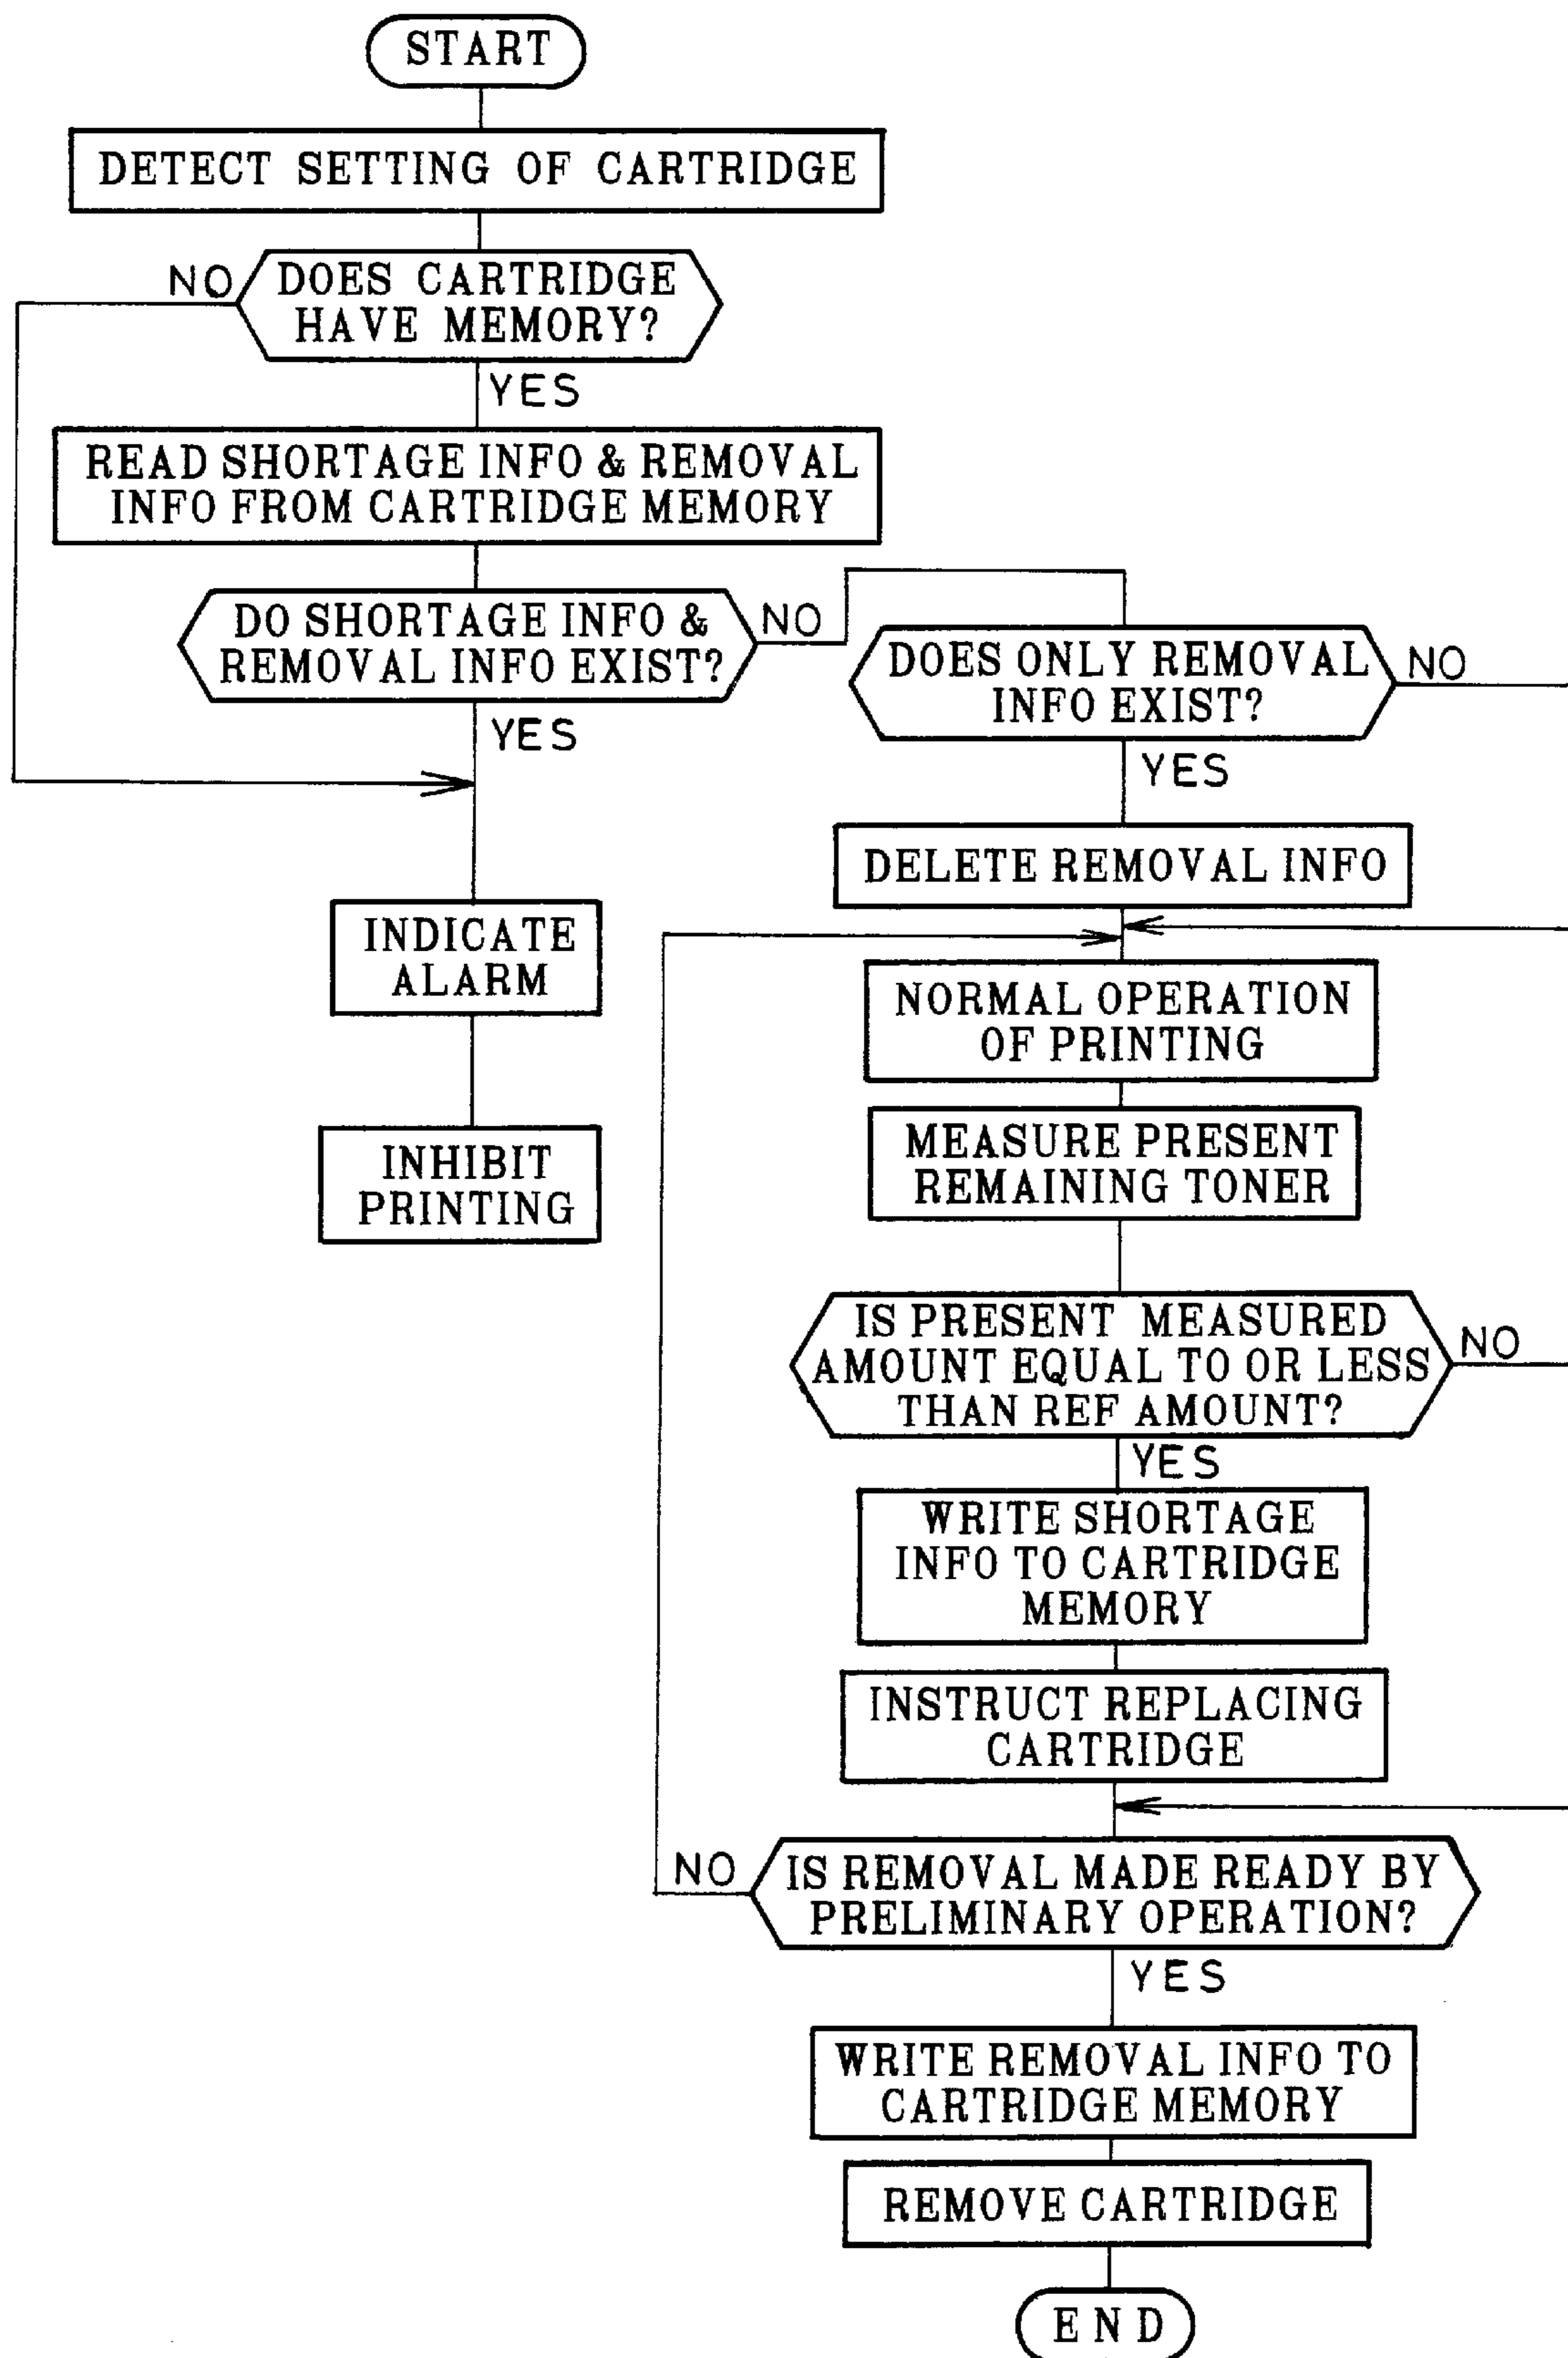 START
DETECT SETTING OF CARTRIDGE
NO
DOES CARTRIDGE
HAVE MEMORY?
YES
READ SHORTAGE INFO & REMOVAL
INFO FROM CARTRIDGE MEMORY
DO SHORTAGE INFO &
REMOVAL INFO EXIST?
NO
YES
INDICATE
ALARM
INHIBIT
PRINTING
DOES ONLY REMOVAL
INFO EXIST?
NO
YES
DELETE REMOVAL INFO
NORMAL OPERATION
OF PRINTING
MEASURE PRESENT
REMAINING TONER
IS PRESENT MEASURED
AMOUNT EQUAL TO OR LESS
THAN REF AMOUNT?
NO
YES
WRITE SHORTAGE
INFO TO CARTRIDGE
MEMORY
INSTRUCT REPLACING
CARTRIDGE
NO
IS REMOVAL MADE READY BY
PRELIMINARY OPERATION?
YES
WRITE REMOVAL INFO TO
CARTRIDGE MEMORY
REMOVE CARTRIDGE
END